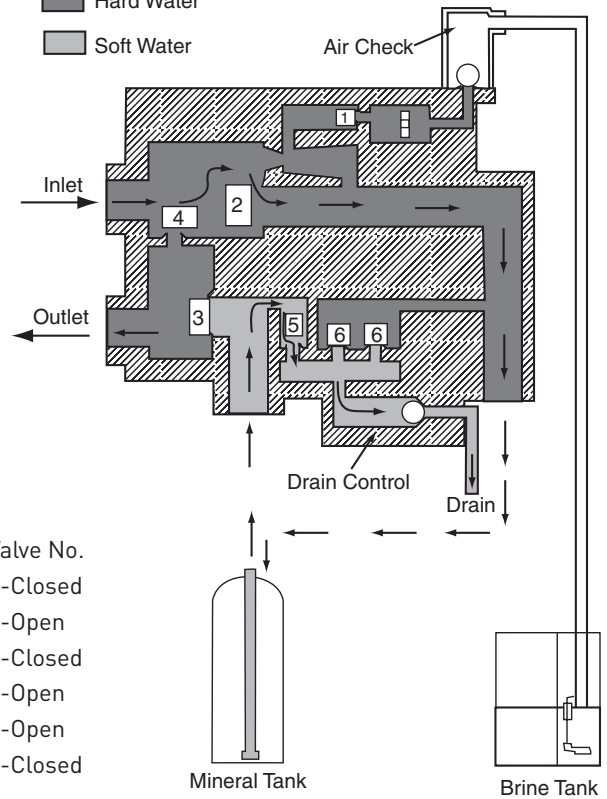 Hard Water
Soft Water
Air Check
1
Inlet
2
4
Outlet
3
5
6 6
Drain Control
Drain
Valve No.
-Closed
-Open
-Closed
-Open
-Open
-Closed
Mineral Tank
Brine Tank